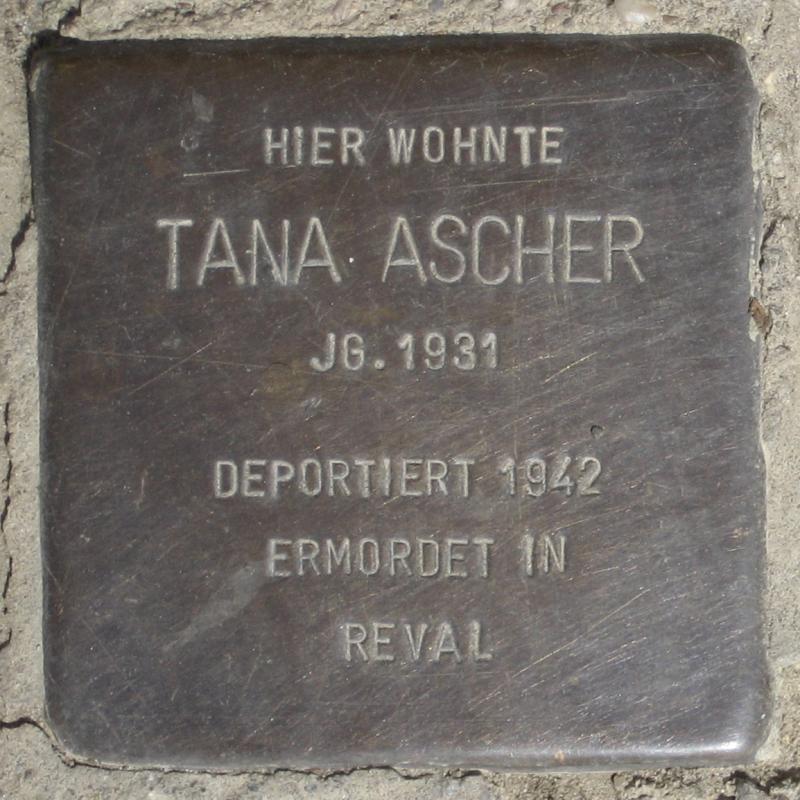 HIER WOHNTE
TANA ASCHER
JG. 1931
DEPORTIERT 1942
ERMORDET IN
REVAL